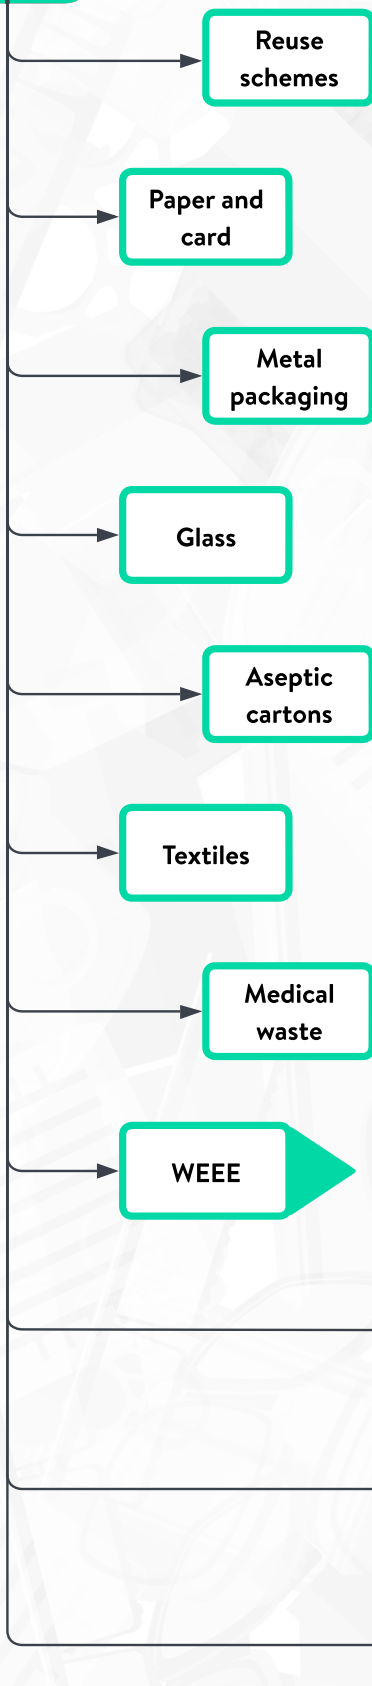 Reuse
schemes
Paper and
card
Metal
packaging
Glass
Aseptic
cartons
Textiles
Medical
waste
WEEE